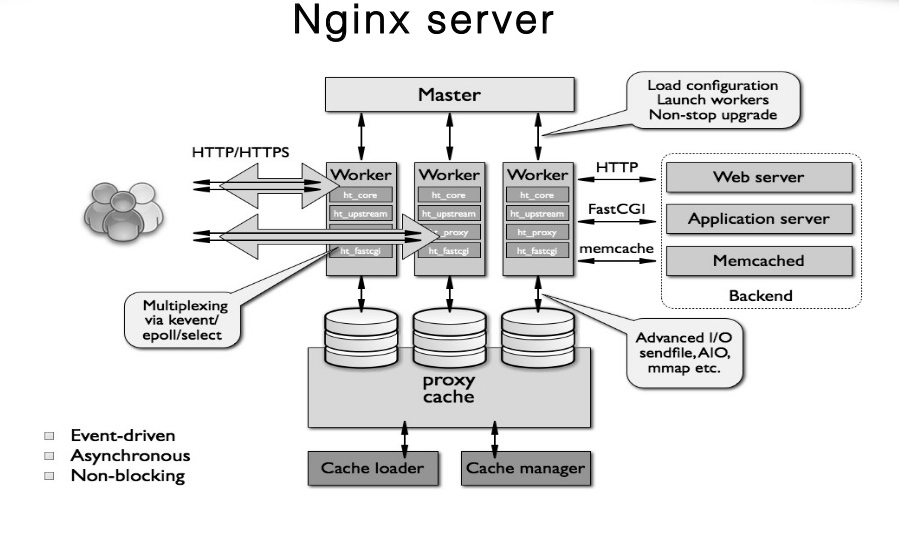 Nginx server
Master
Load configuration
Launch workers
Non-stop upgrade
HTTP/HTTPS
Worker
ht_core
ht_upstream
ht_fastcgi
Worker
ht_core
ht_upstream
_proxy
ht_fastcgi
Worker
ht_core
ht_upstream
ht_proxy
ht_fastcgi
HTTP
FastCGI
memcache
Web server
Application server
Memcached
Backend
Multiplexing
via kevent/
epoll/select
Advanced I/O
sendfile, AIO,
mmap etc.
proxy
cache
Event-driven
Asynchronous
Non-blocking
Cache loader
Cache manager